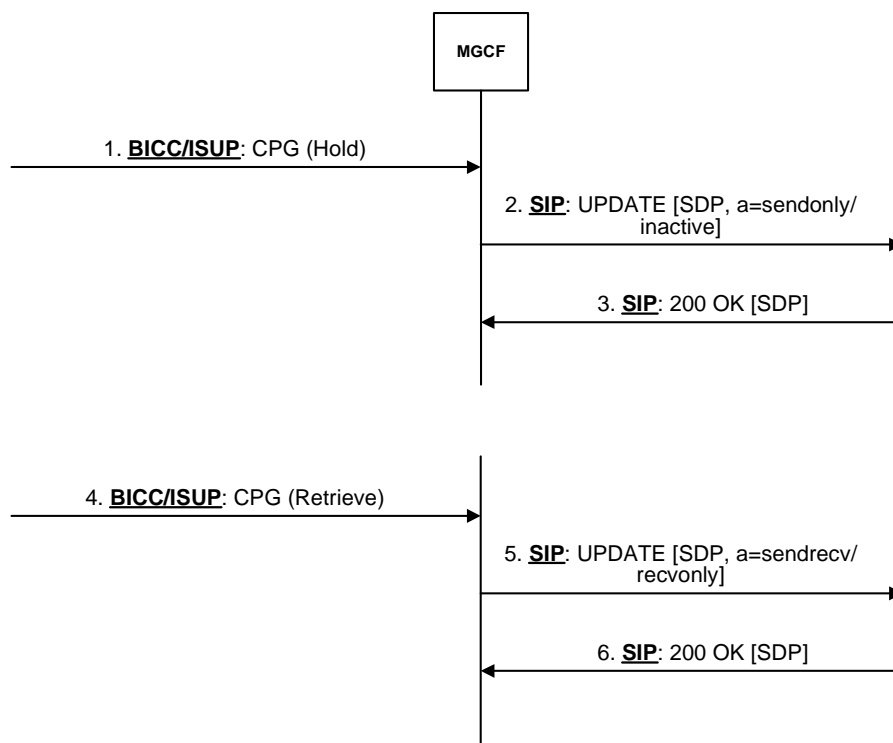 MGCF
1. BICC/ISUP: CPG (Hold)
2. SIP: UPDATE [SDP, a=sendonly/
inactive]
3. SIP: 200 OK [SDP]
4. BICC/ISUP: CPG (Retrieve)
5. SIP: UPDATE [SDP, a=sendrecv/
recvonly]
6. SIP: 200 OK [SDP]